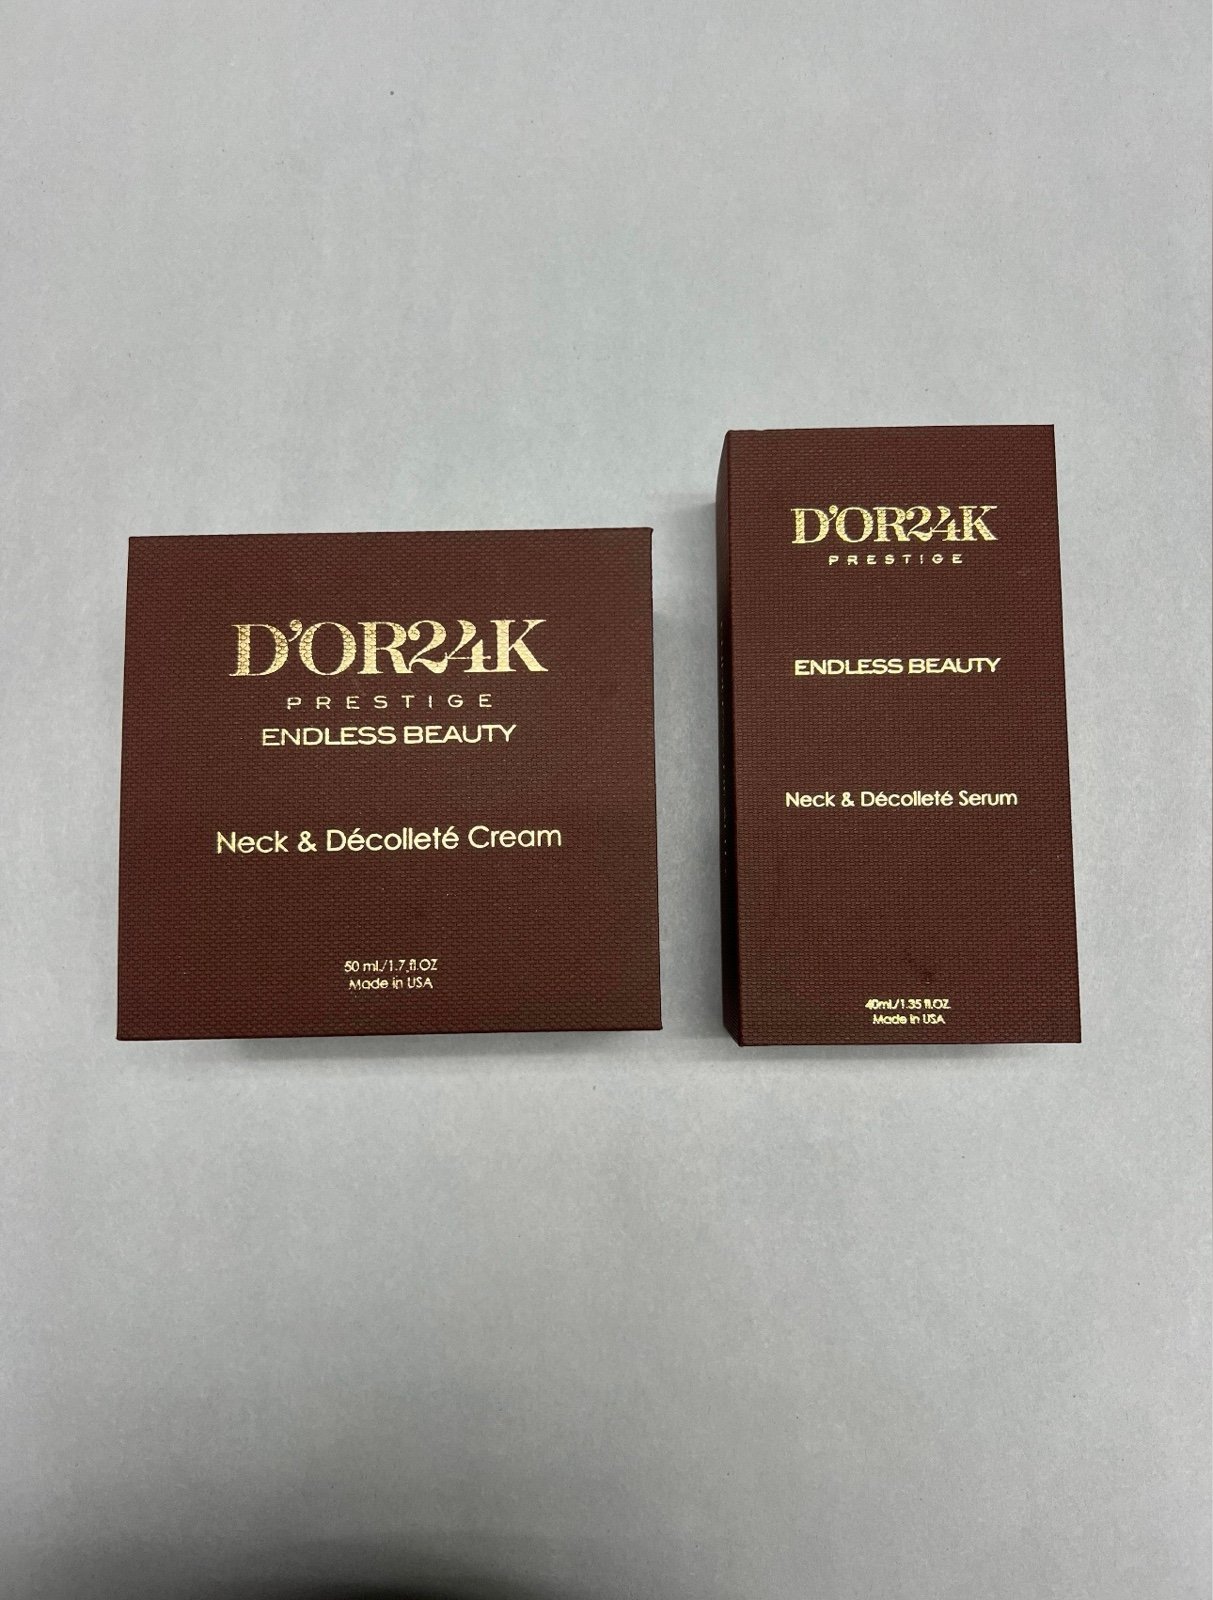 D'OR24K
PRESTIGE
ENDLESS BEAUTY
Neck & Décolleté Cream
50 ml./1.7.fl.OZ
Made in USA
D'OR24K
PRESTIGE
ENDLESS BEAUTY
Neck & Décolleté Serum
40ml./1.35 fl.OZ.
Made in USA